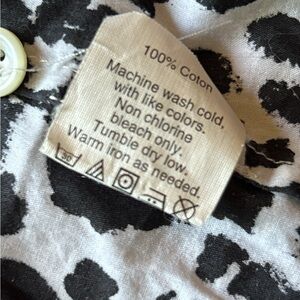 100% Coton
Machine wash cold,
with like colors.
Non chlorine
bleach only.
Tumble dry low.
Warm iron as needed.
30